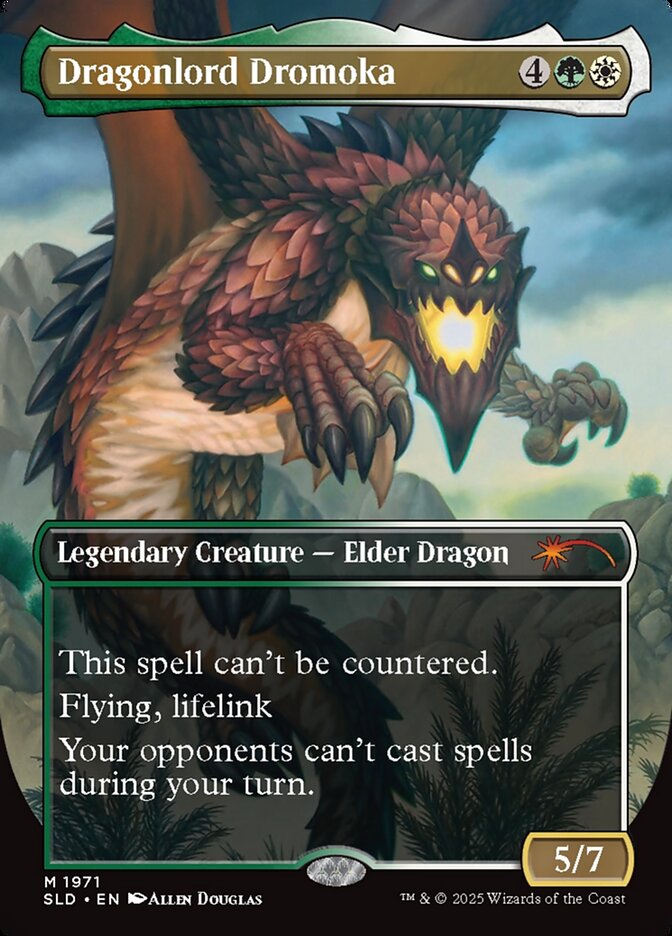 Dragonlord Dromoka 4
Legendary Creature — Elder Dragon
This spell can't be countered.
Flying, lifelink
Your opponents can't cast spells
during your turn.
5/7
M 1971
SLD • EN Allen Douglas
™ & © 2025 Wizards of the Coast